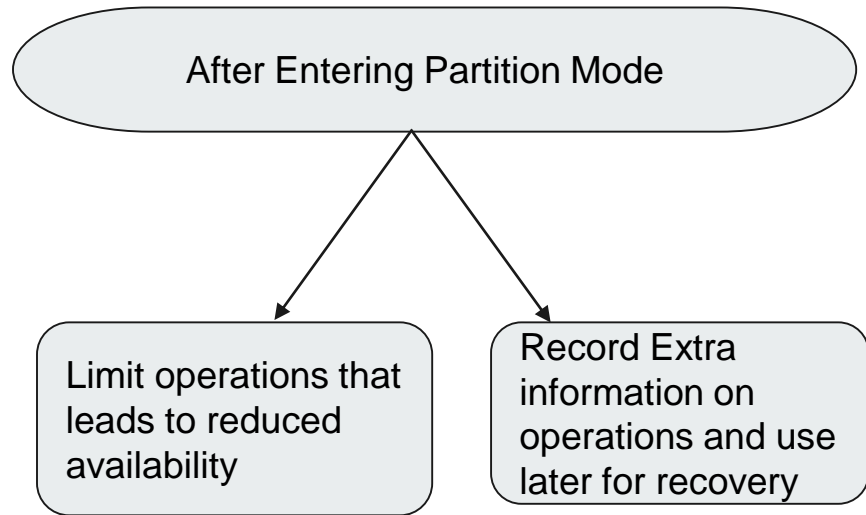 After Entering Partition Mode
Limit operations that
leads to reduced
availability
Record Extra
information on
operations and use
later for recovery